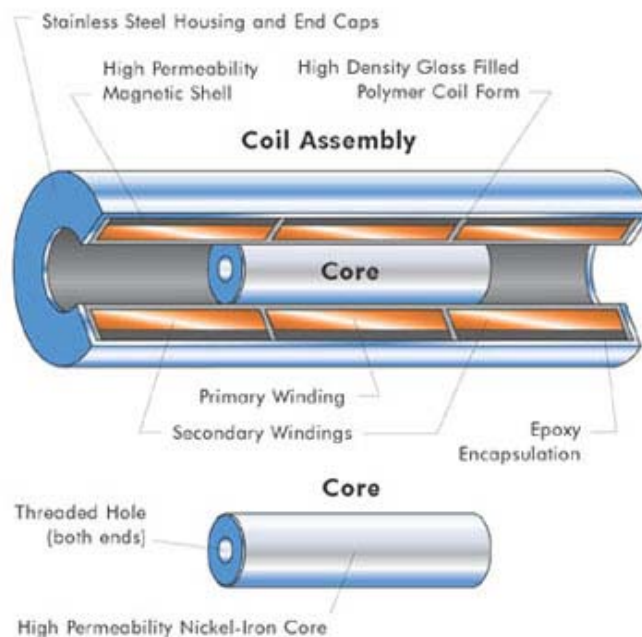 Stainless Steel Housing and End Caps
High Permeability
Magnetic Shell
High Density Glass Filled
Polymer Coil Form
Coil Assembly
Core
Primary Winding
Secondary Windings
Epoxy
Encapsulation
Core
Threaded Hole
(both ends)
High Permeability Nickel-Iron Core